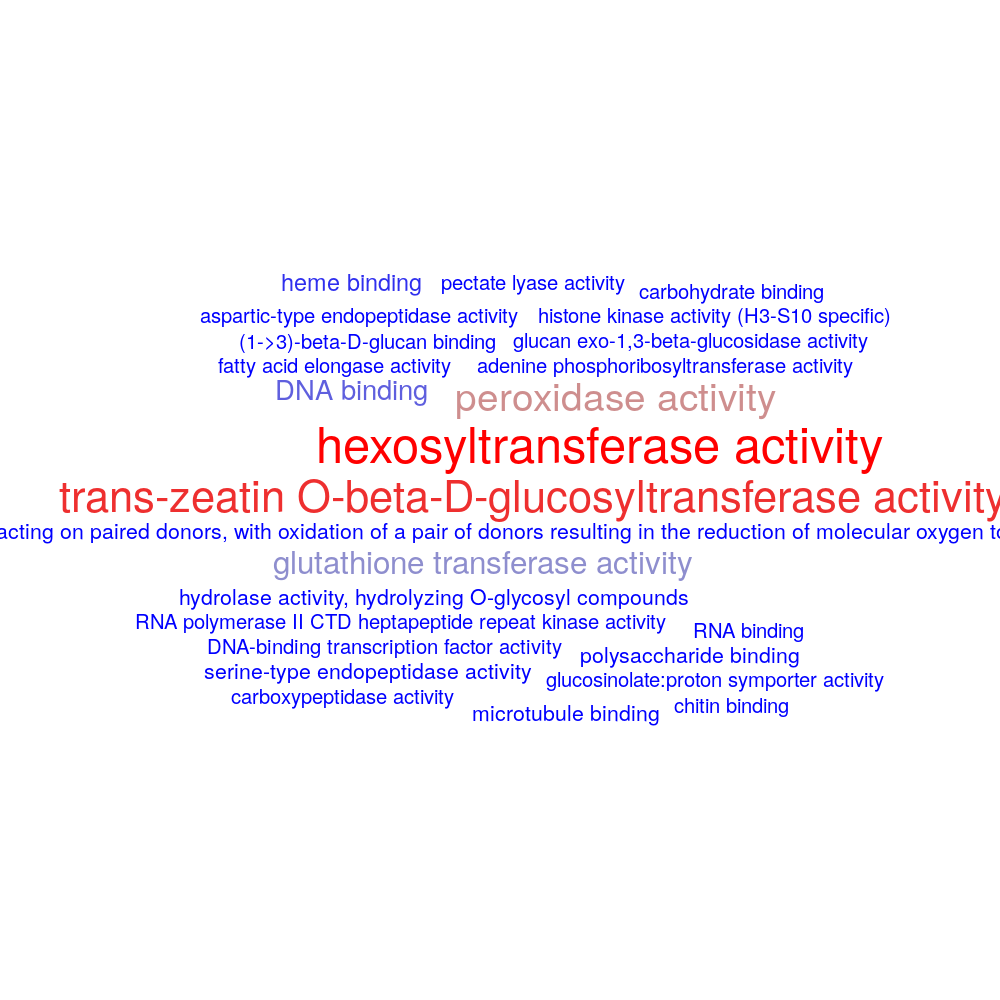 heme binding
pectate lyase activity
carbohydrate binding
aspartic-type endopeptidase activity
histone kinase activity (H3-S10 specific)
(1->3)-beta-D-glucan binding
glucan exo-1,3-beta-glucosidase activity
fatty acid elongase activity
adenine phosphoribosyltransferase activity
DNA binding
peroxidase activity
hexosyltransferase activity
trans-zeatin O-beta-D-glucosyltransferase activity
acting on paired donors, with oxidation of a pair of donors resulting in the reduction of molecular oxygen to
glutathione transferase activity
hydrolase activity, hydrolyzing O-glycosyl compounds
RNA polymerase II CTD heptapeptide repeat kinase activity
RNA binding
DNA-binding transcription factor activity
polysaccharide binding
serine-type endopeptidase activity
glucosinolate:proton symporter activity
carboxypeptidase activity
chitin binding
microtubule binding